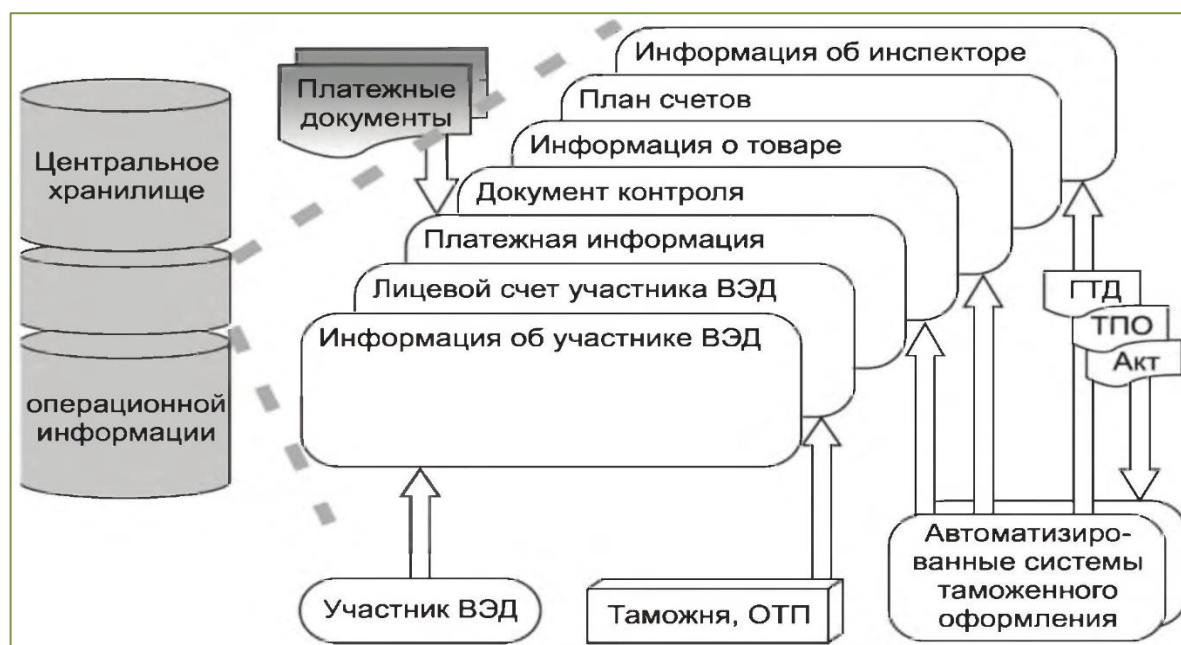 Центральное
хранилище
операционной
информации
Платежные
документы
Информация об инспекторе
План счетов
Информация о товаре
Документ контроля
Платежная информация
Лицевой счет участника ВЭД
Информация об участнике ВЭД
ГТД
ТПО
Акт
Участник ВЭД
Таможня, ОТП
Автоматизиро-
ванные системы
таможенного
оформления